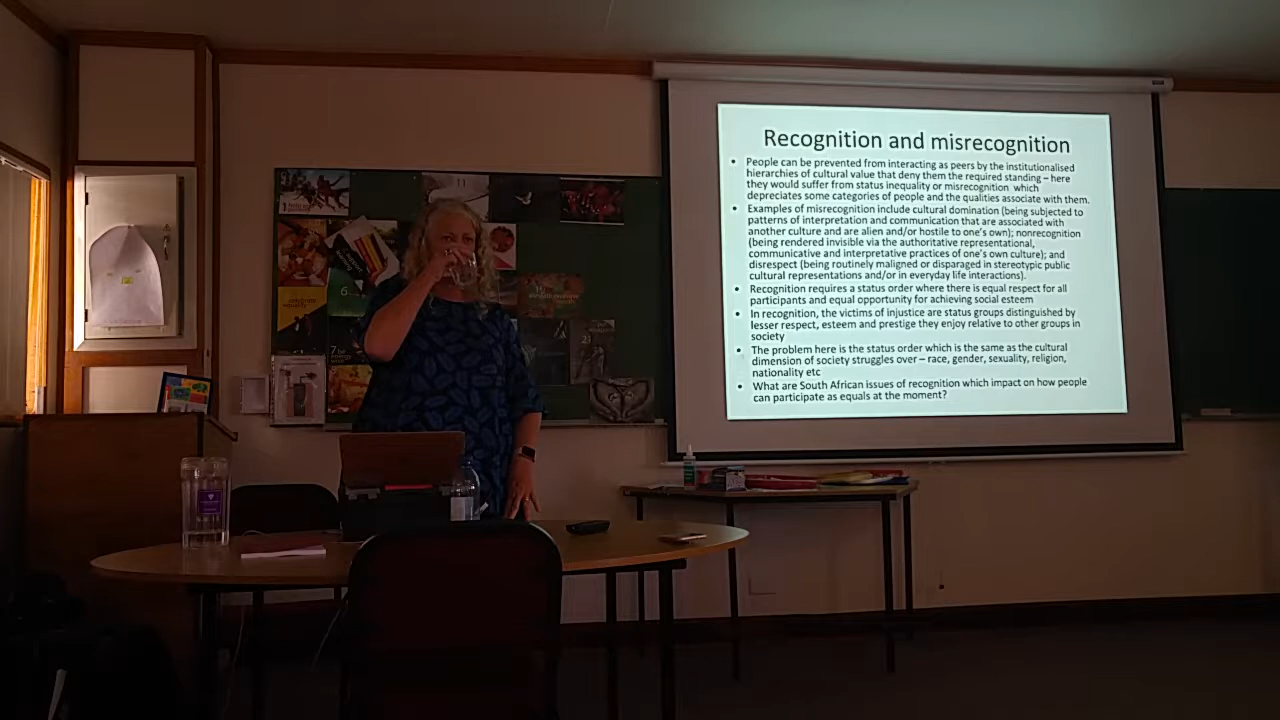 Recognition and misrecognition
• People can be prevented from interacting as peers by the institutionalised
hierarchies of cultural value that deny them the required standing – here
they would suffer from status inequality or misrecognition which
depreciates some categories of people and the qualities associate with them.
• Examples of misrecognition include cultural domination (being subjected to
patterns of interpretation and communication that are associated with
another culture and are alien and/or hostile to one's own); nonrecognition
(being rendered invisible via the authoritative representational,
communicative and interpretative practices of one's own culture); and
disrespect (being routinely maligned or disparaged in stereotypic public
cultural representations and/or in everyday life interactions).
• Recognition requires a status order where there is equal respect for all
participants and equal opportunity for achieving social esteem
• In recognition, the victims of injustice are status groups distinguished by
lesser respect, esteem and prestige they enjoy relative to other groups in
society
• The problem here is the status order which is the same as the cultural
dimension of society struggles over – race, gender, sexuality, religion,
nationality etc
• What are South African issues of recognition which impact on how people
can participate as equals at the moment?
1
11
6
celebrate
equality
7